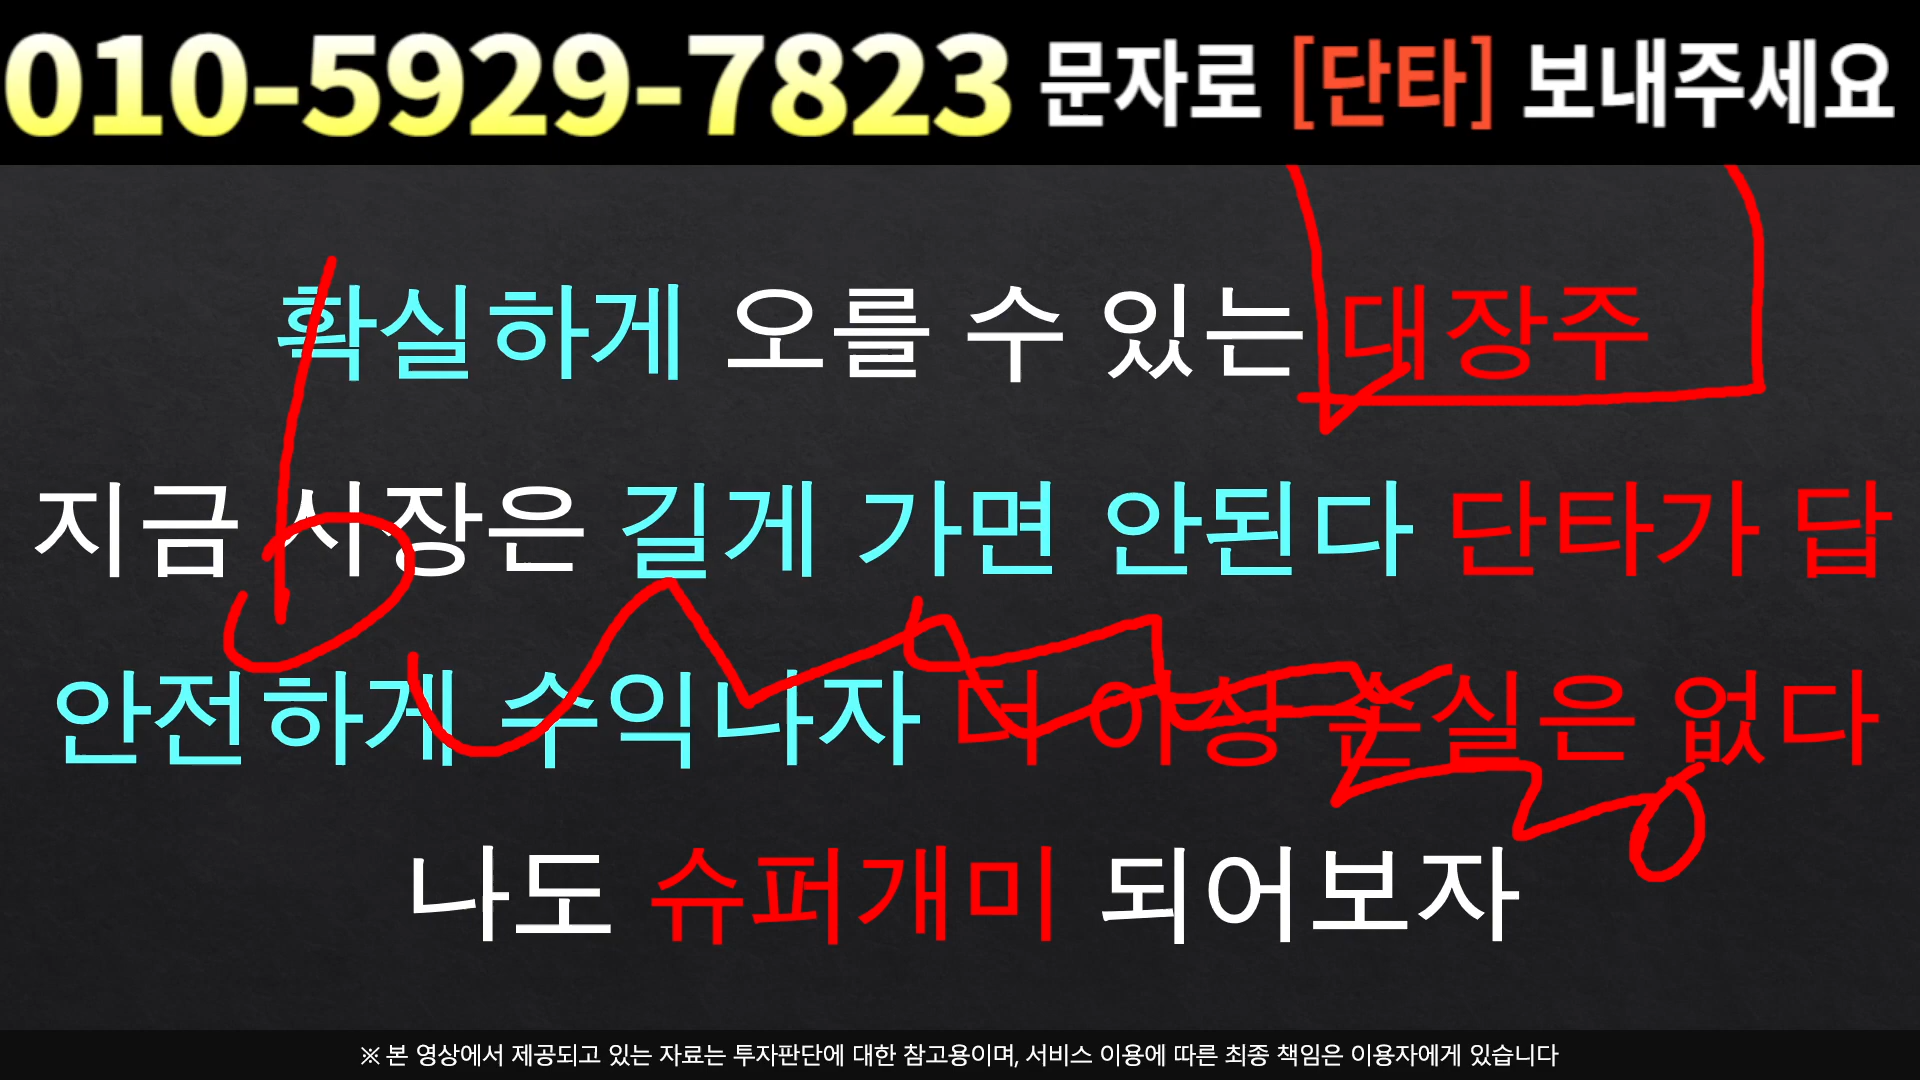 010-5929-7823 문자로 [단타] 보내주세요
확실하게 오를 수 있는 대장주
지금 시장은 길게 가면 안된다 단타가 답
안전하게 수익나자 더 이상 손실은 없다
나도 슈퍼개미 되어보자
※ 본 영상에서 제공되고 있는 자료는 투자판단에 대한 참고용이며, 서비스 이용에 따른 최종 책임은 이용자에게 있습니다